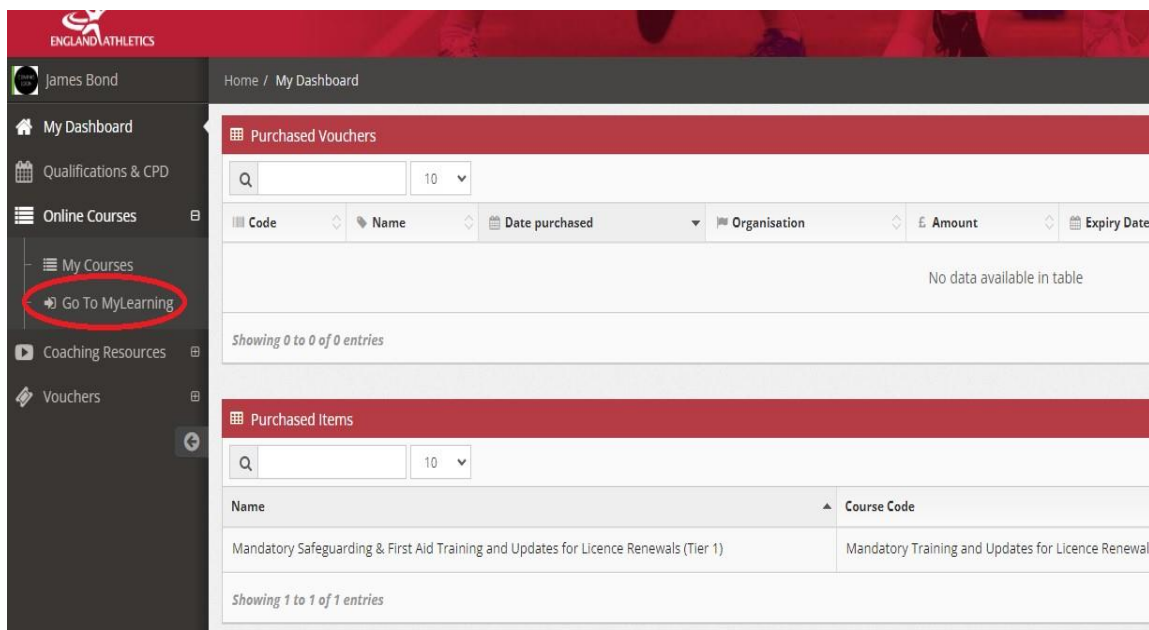 ENGLAND ATHLETICS
James Bond
Home / My Dashboard
My Dashboard
Qualifications & CPD
Online Courses
My Courses
Go To MyLearning
Coaching Resources
Vouchers
Purchased Vouchers
10
Code Name Date purchased Organisation £ Amount Expiry Date
No data available in table
Showing 0 to 0 of 0 entries
Purchased Items
10
Name Course Code
Mandatory Safeguarding & First Aid Training and Updates for Licence Renewals (Tier 1) Mandatory Training and Updates for Licence Renewal
Showing 1 to 1 of 1 entries